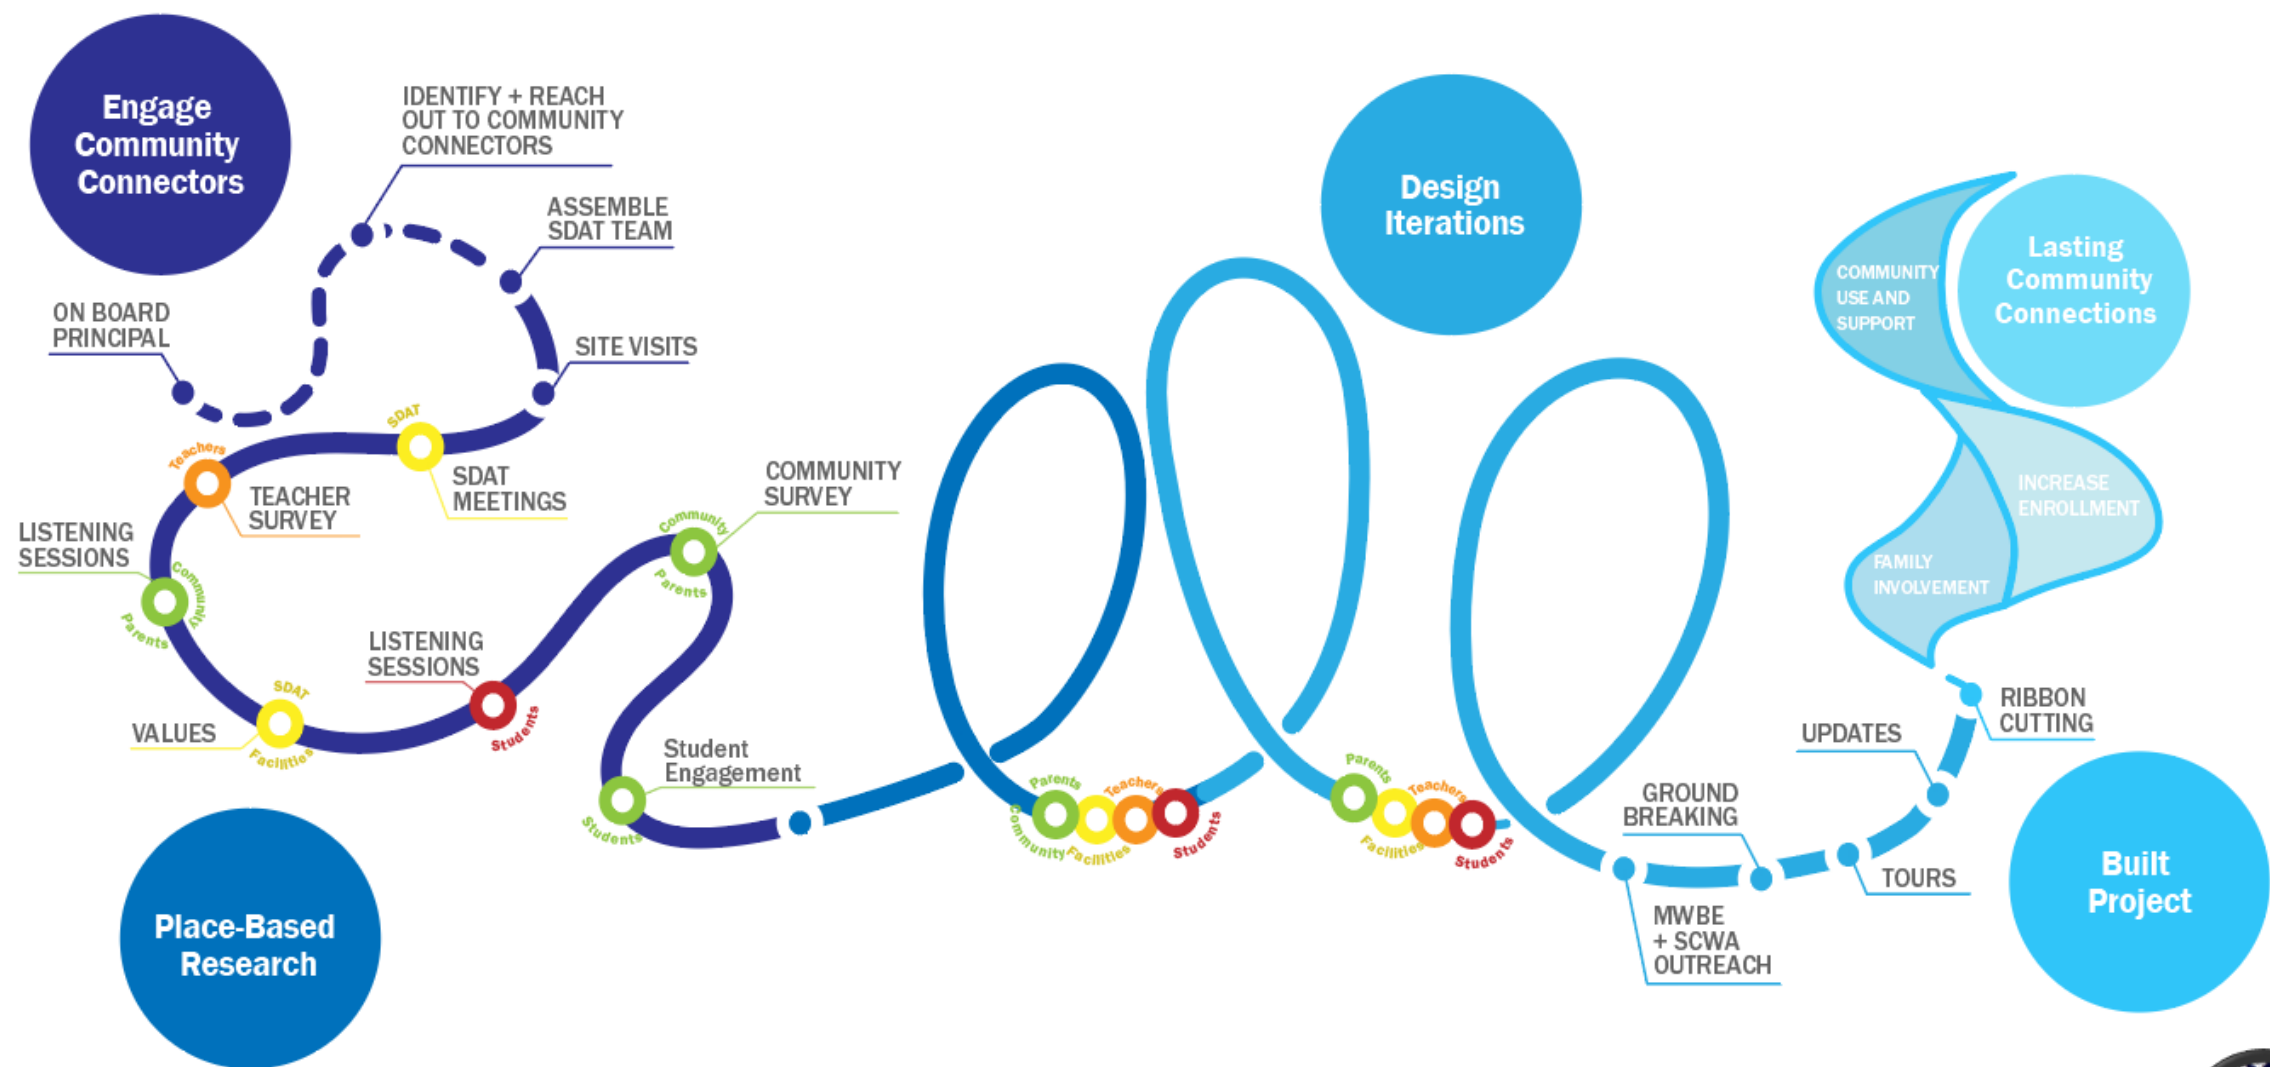 Engage
Community
Connectors
IDENTIFY + REACH
OUT TO COMMUNITY
CONNECTORS
ASSEMBLE
SDAT TEAM
ON BOARD
PRINCIPAL
SITE VISITS
SDAT
SDAT
MEETINGS
Teachers
TEACHER
SURVEY
LISTENING
SESSIONS
Community
Parents
SDAT
VALUES
Facilities
LISTENING
SESSIONS
Students
COMMUNITY
SURVEY
Community
Parents
Student
Engagement
Students
Place-Based
Research
Design
Iterations
Parents
Teachers
Community
Facilities
Students
Parents
Teachers
Facilities
Students
MWBE
+ SCWA
OUTREACH
GROUND
BREAKING
TOURS
UPDATES
RIBBON
CUTTING
Built
Project
FAMILY
INVOLVEMENT
INCREASE
ENROLLMENT
COMMUNITY
USE AND
SUPPORT
Lasting
Community
Connections